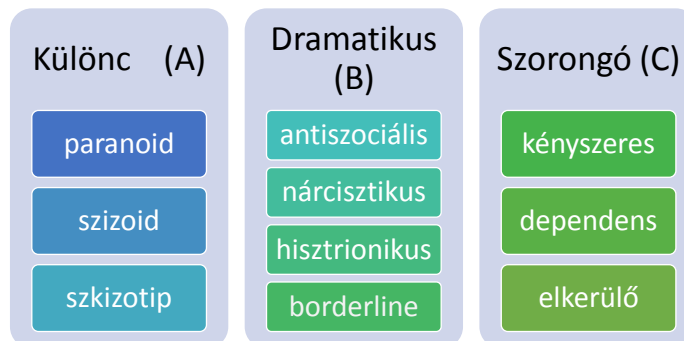 Különc (A)
paranoid
szizoid
szkizotip
Dramatikus
(B)
antiszociális
nárcisztikus
hisztrionikus
borderline
Szorongó (C)
kényszeres
dependens
elkerülő